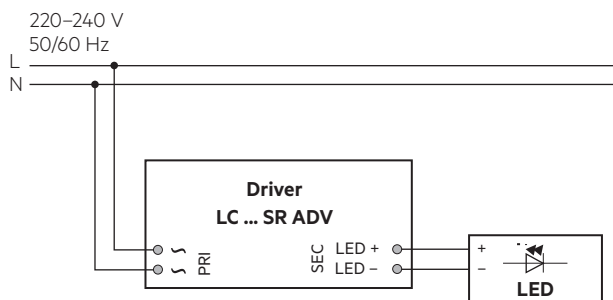 220–240 V
50/60 Hz
L
N
Driver
LC ... SR ADV
~ PRI SEC LED +
~ LED –
+
–
LED